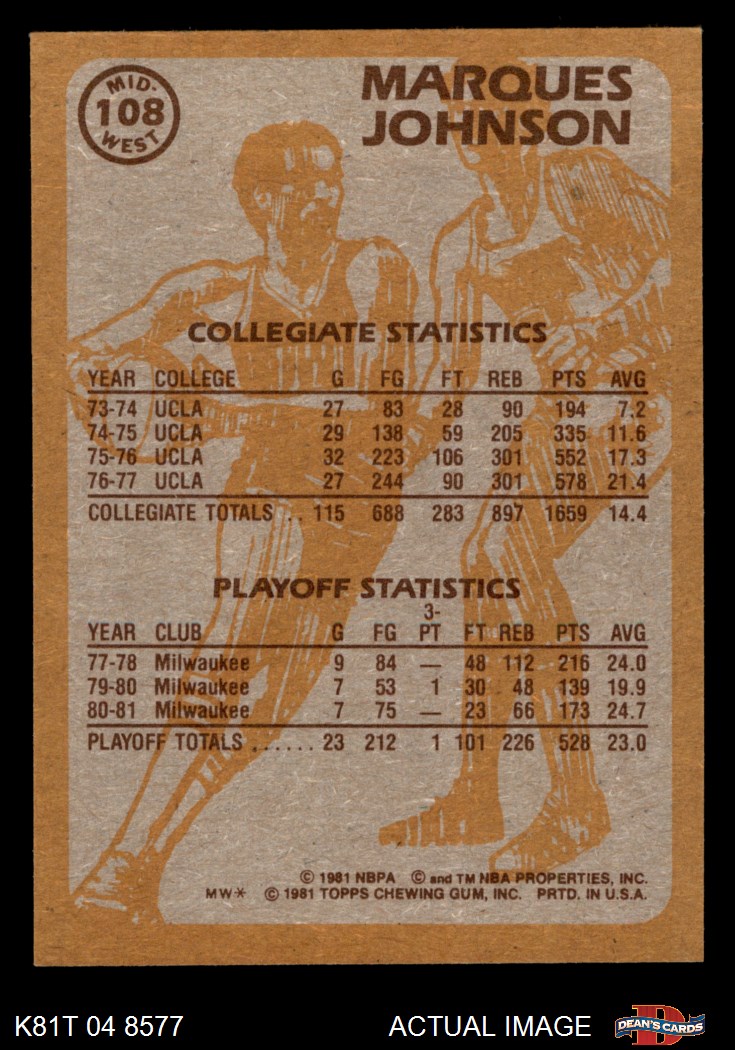 MID-
108
WEST
MARQUES
JOHNSON
COLLEGIATE STATISTICS
YEAR COLLEGE G FG FT REB PTS AVG
73-74 UCLA 27 83 28 90 194 7.2
74-75 UCLA 29 138 59 205 335 11.6
75-76 UCLA 32 223 106 301 552 17.3
76-77 UCLA 27 244 90 301 578 21.4
COLLEGIATE TOTALS .. 115 688 283 897 1659 14.4
PLAYOFF STATISTICS
3-
YEAR CLUB G FG PT FT REB PTS AVG
77-78 Milwaukee 9 84 — 48 112 216 24.0
79-80 Milwaukee 7 53 1 30 48 139 19.9
80-81 Milwaukee 7 75 — 23 66 173 24.7
PLAYOFF TOTALS ...... 23 212 1 101 226 528 23.0
© 1981 NBPA © and TM NBA PROPERTIES, INC.
MW* © 1981 TOPPS CHEWING GUM, INC. PRTD. IN U.S.A.
K81T 04 8577 ACTUAL IMAGE D DEAN'S CARDS